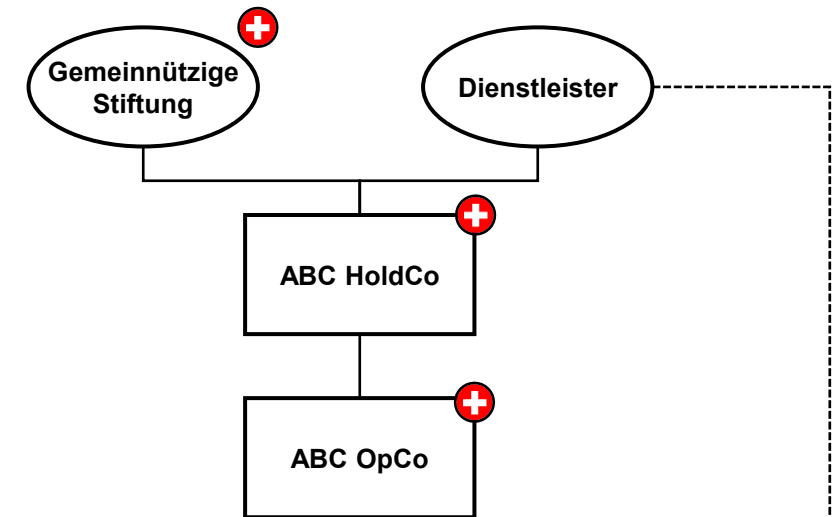 Gemeinnützige
Stiftung
Dienstleister
ABC HoldCo
ABC OpCo